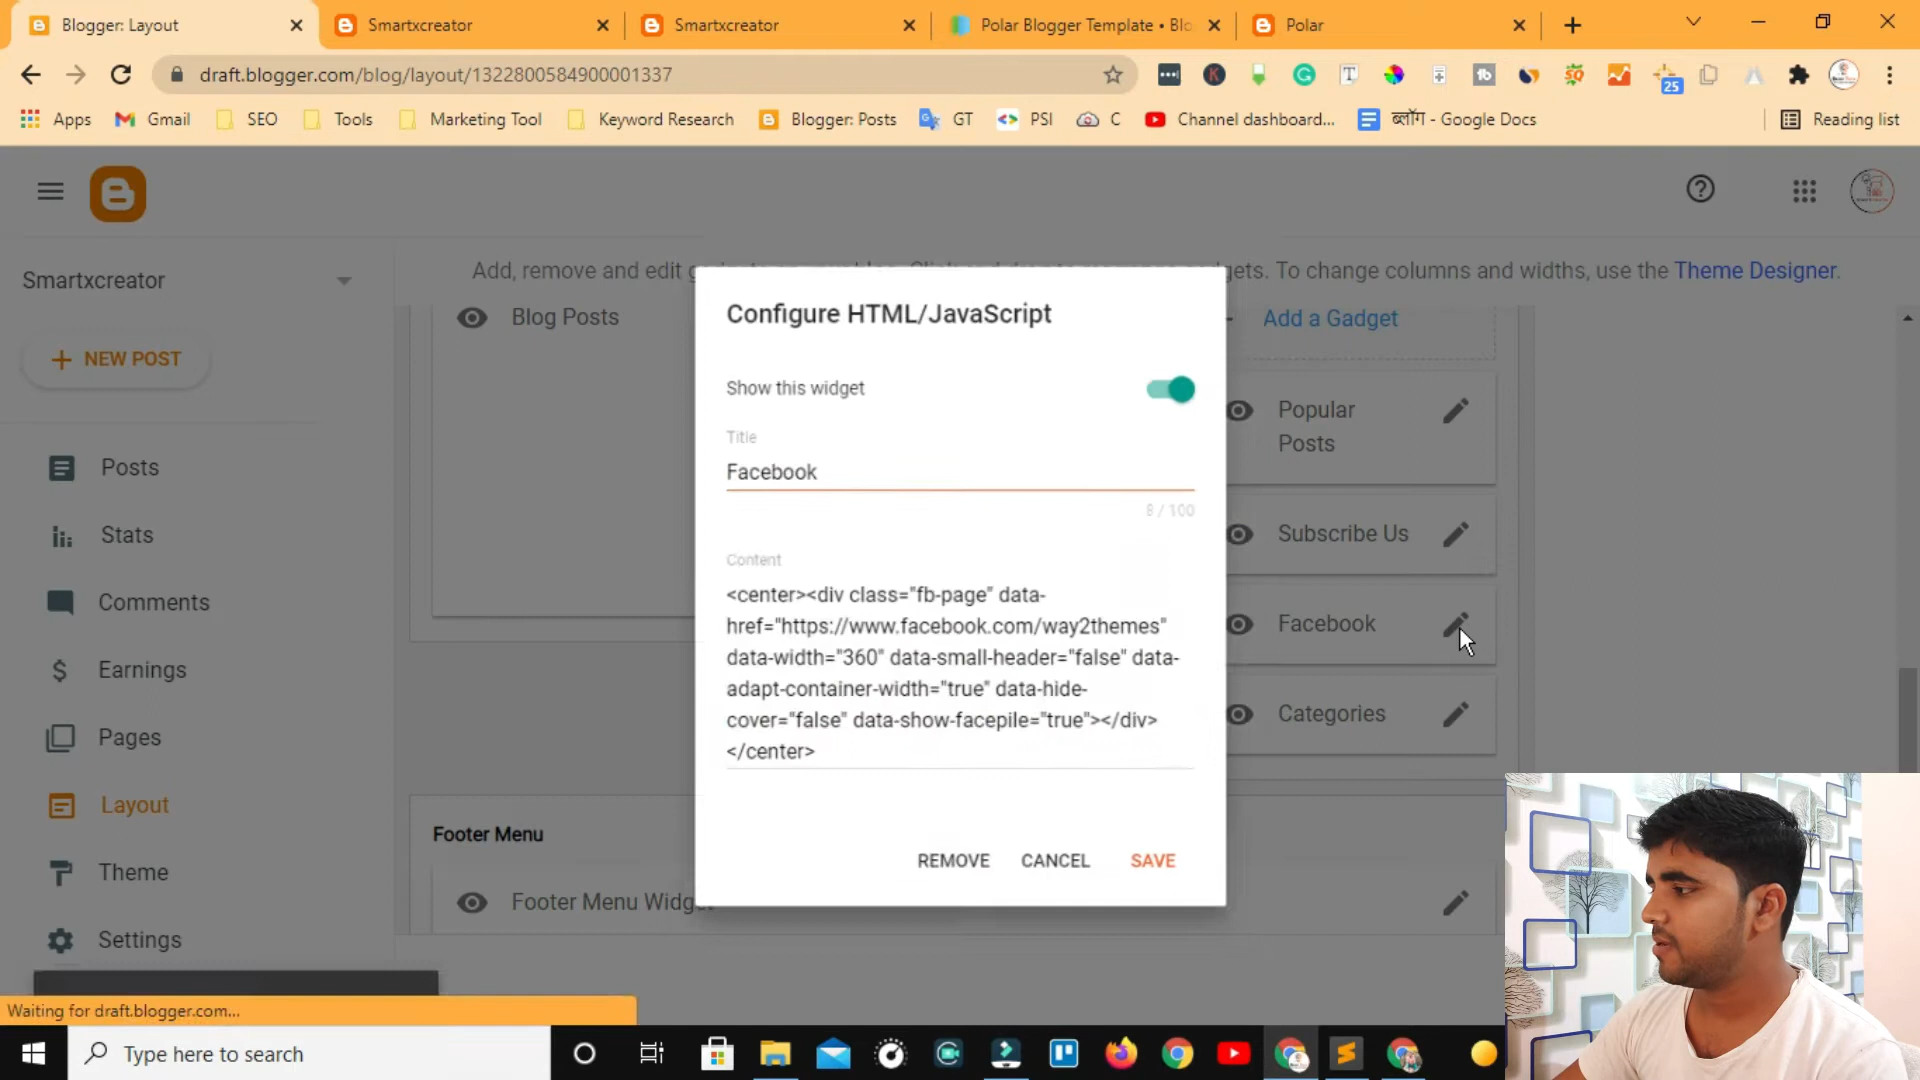 Blogger: Layout
Smartxcreator
Smartxcreator
Polar Blogger Template • Blo
Polar
draft.blogger.com/blog/layout/1322800584900001337
25
Apps
Gmail
SEO
Tools
Marketing Tool
Keyword Research
Blogger: Posts
GT
PSI
C
Channel dashboard...
ब्लॉग - Google Docs
Reading list
Smartxcreator
Add, remove and edit g
gets. To change columns and widths, use the Theme Designer.
NEW POST
Posts
Stats
Comments
Earnings
Pages
Layout
Theme
Settings
Blog Posts
Add a Gadget
Popular
Posts
Subscribe Us
Facebook
Categories
Footer Menu
Footer Menu Widget
Configure HTML/JavaScript
Show this widget
Title
Facebook
8 / 100
Content
<center><div class="fb-page" data-
href="https://www.facebook.com/way2themes"
data-width="360" data-small-header="false" data-
adapt-container-width="true" data-hide-
cover="false" data-show-facepile="true"></div>
</center>
REMOVE
CANCEL
SAVE
Waiting for draft.blogger.com...
Type here to search